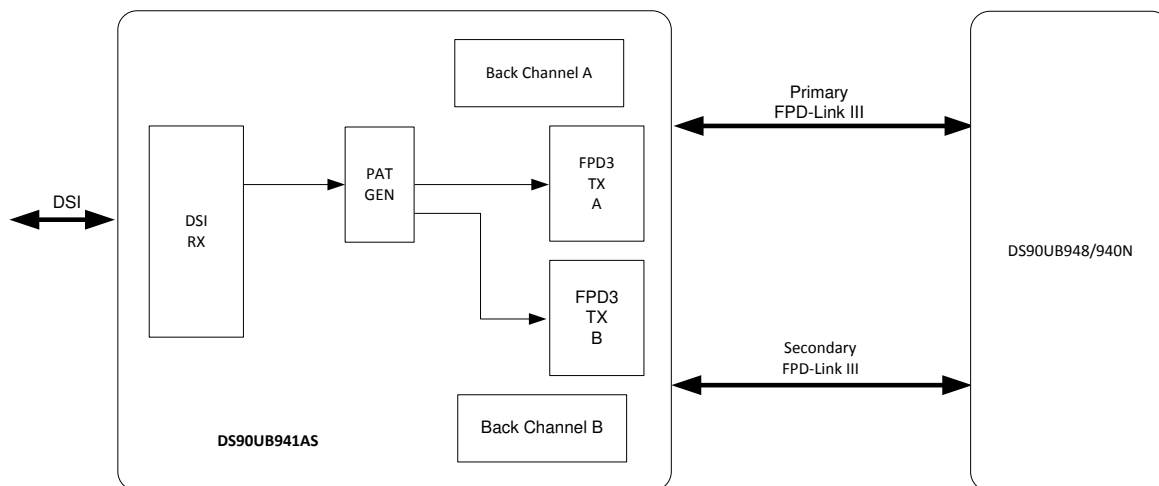 Back Channel A
Primary
FPD-Link III
FPD3
TX
A
PAT
GEN
DSI
DSI
RX
DS90UB948/940N
FPD3
TX
B
Secondary
FPD-Link III
Back Channel B
DS90UB941AS